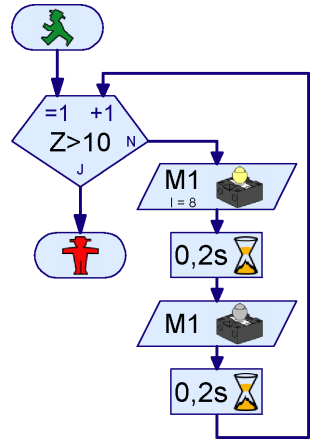 =1 +1
Z>10
N
J
M1
I = 8
0,2s
M1
0,2s